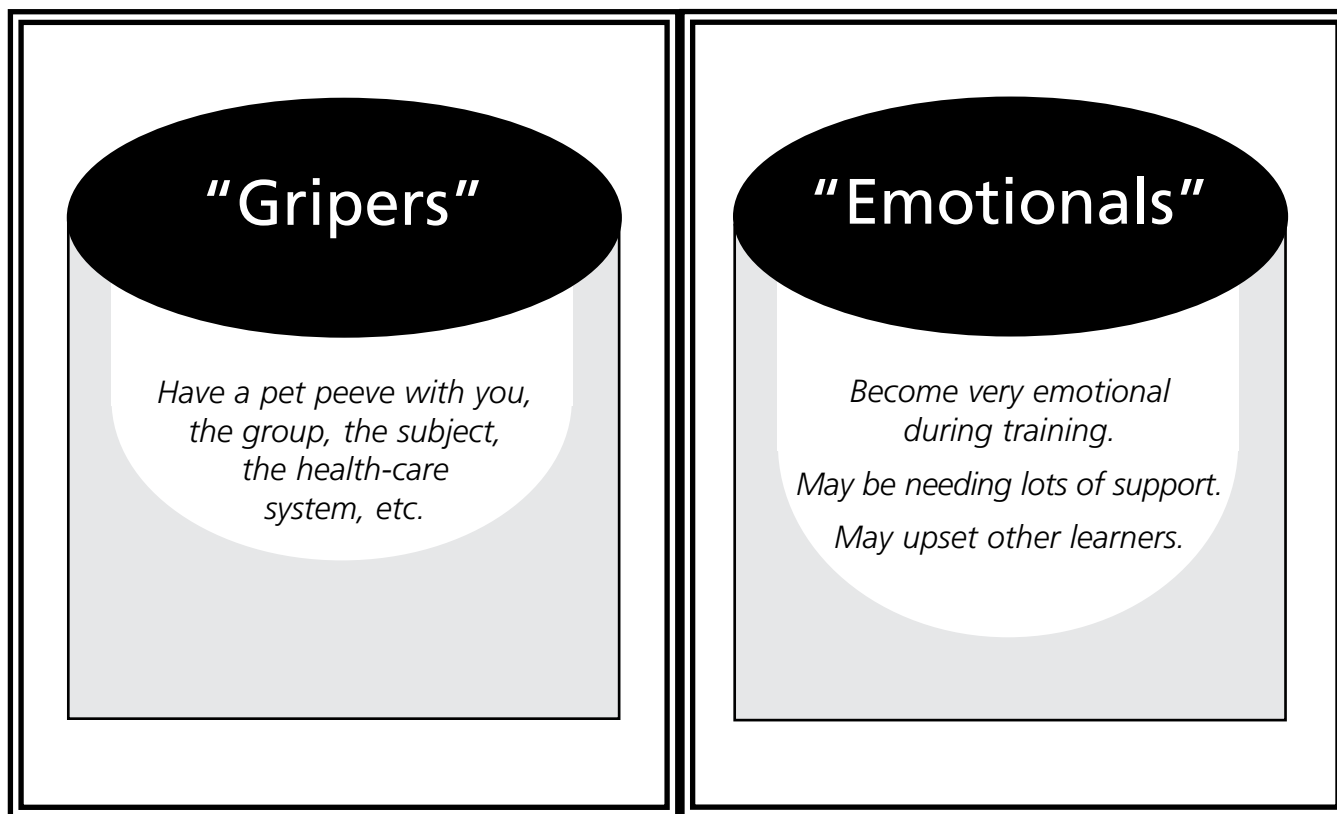 “Gripers”
Have a pet peeve with you,
the group, the subject,
the health-care
system, etc.
“Emotionals”
Become very emotional
during training.
May be needing lots of support.
May upset other learners.